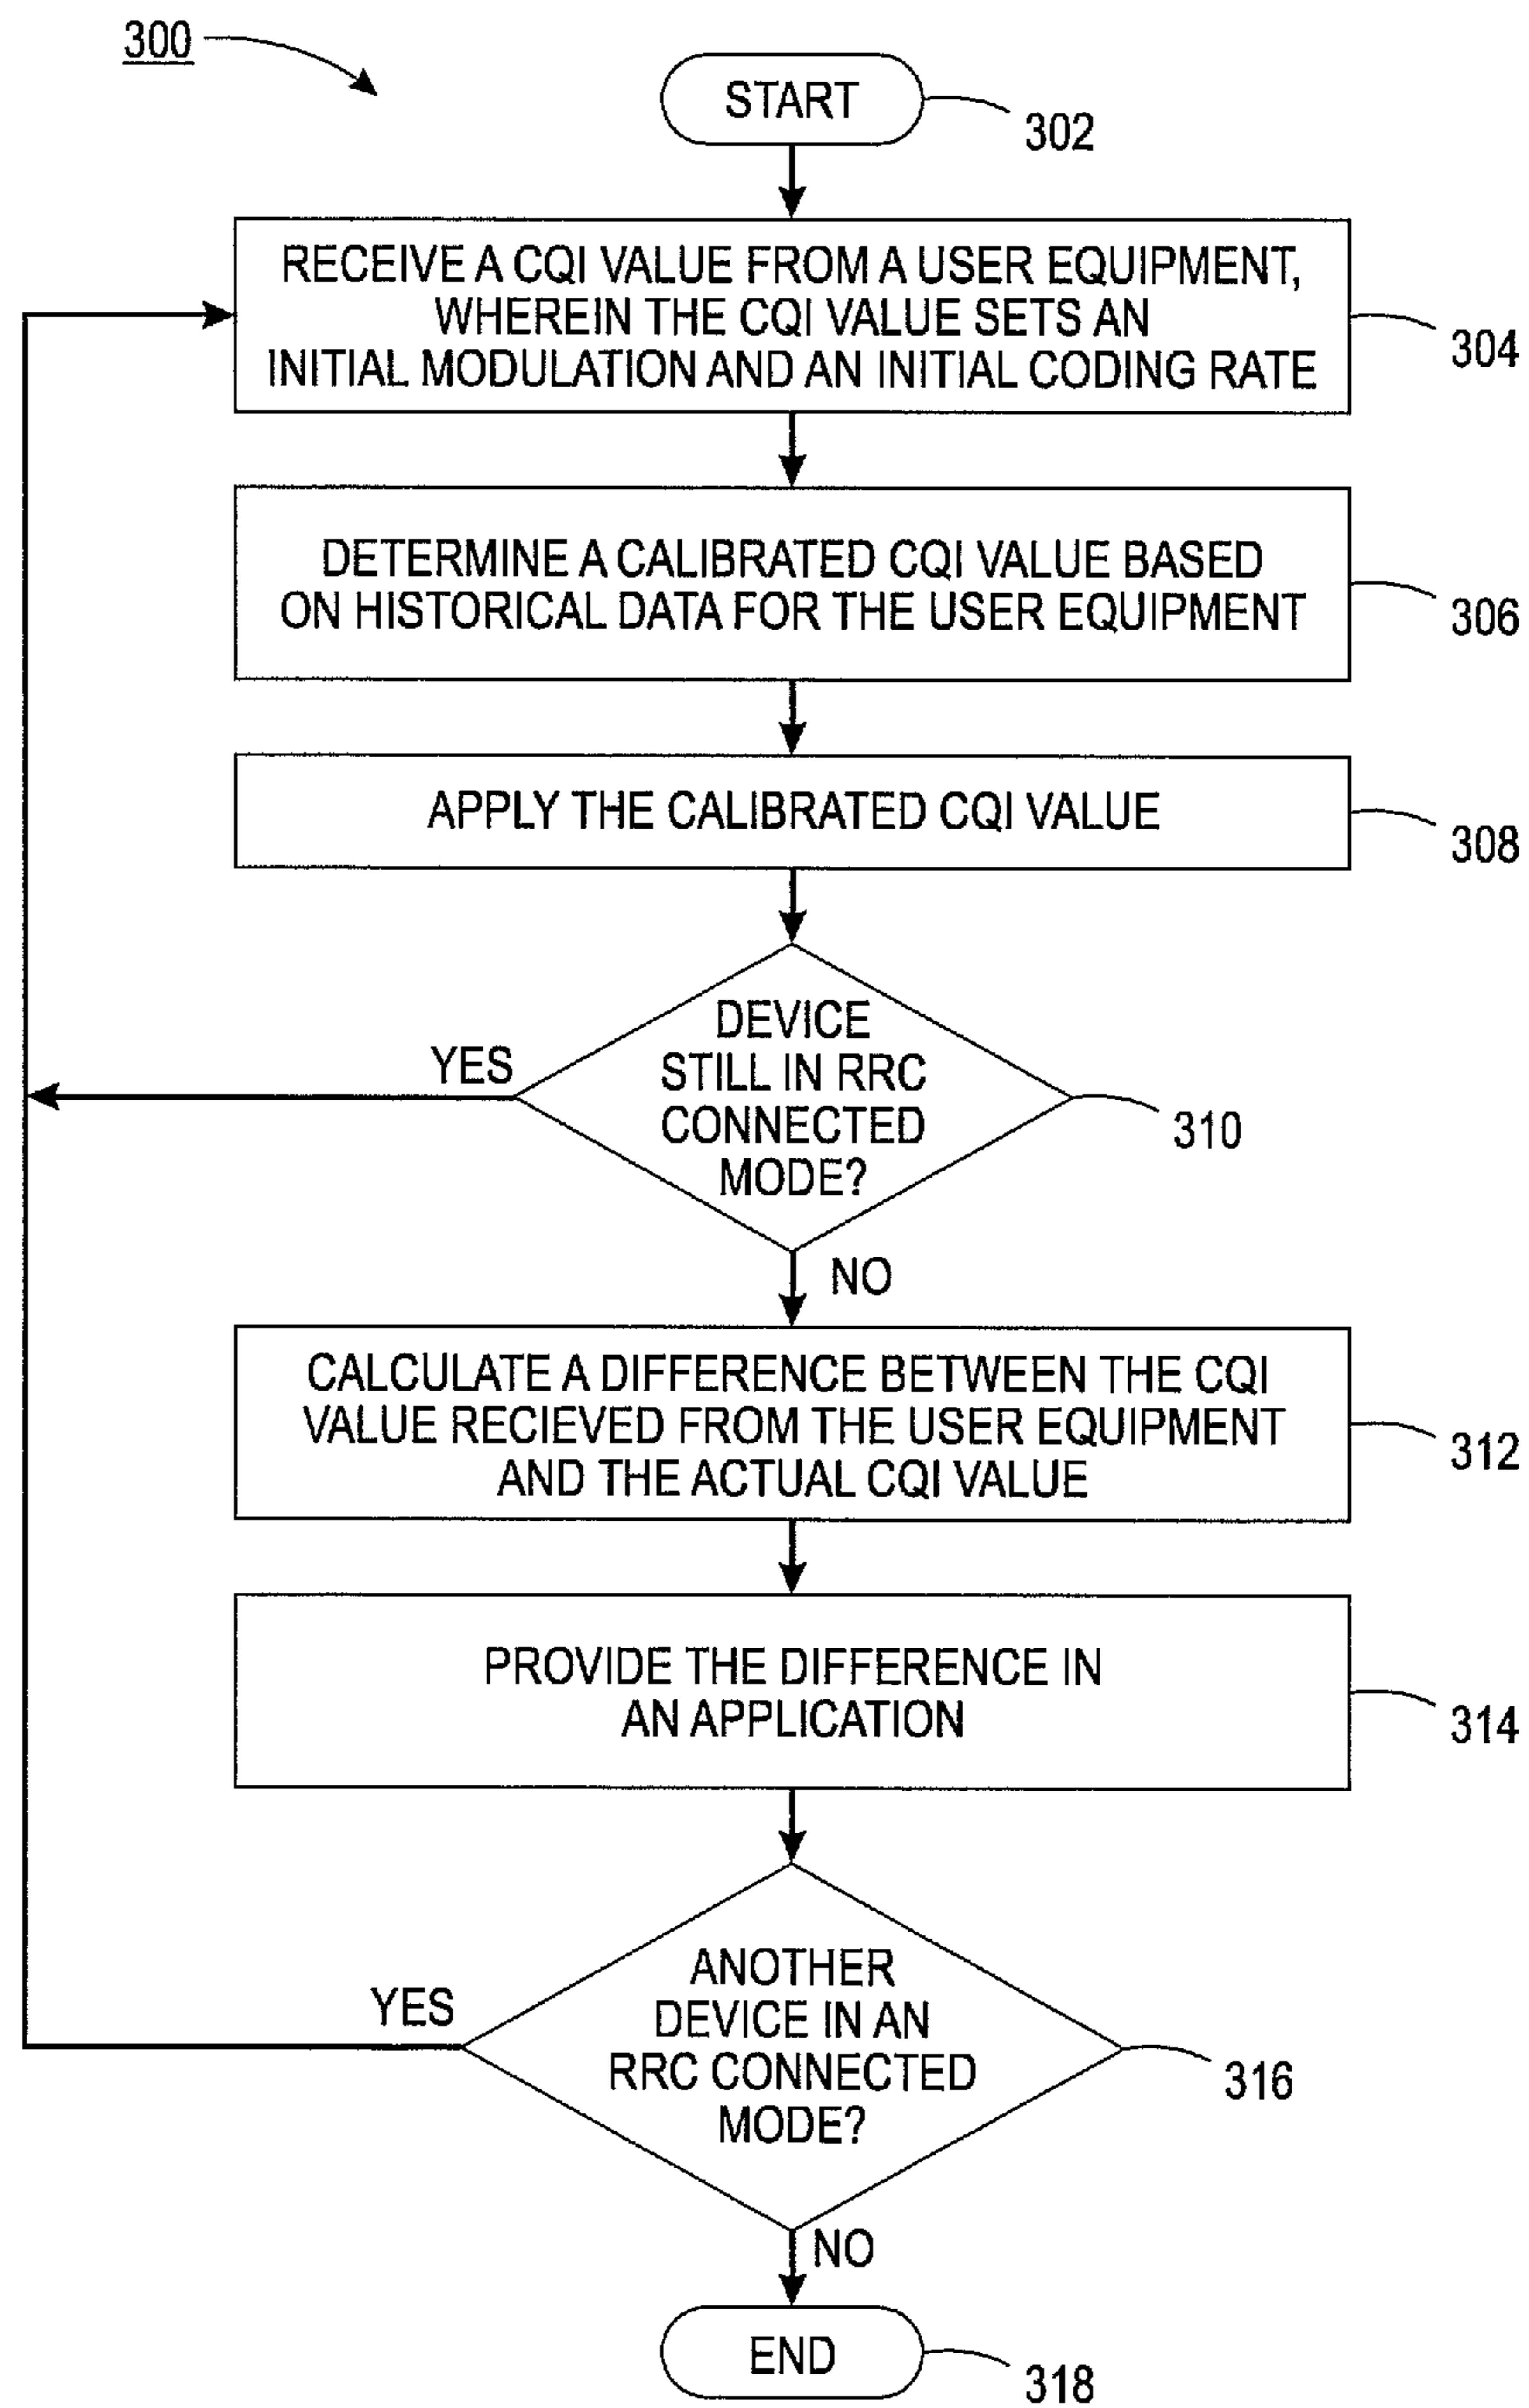 300
START
302
RECEIVE A CQI VALUE FROM A USER EQUIPMENT,
WHEREIN THE CQI VALUE SETS AN
INITIAL MODULATION AND AN INITIAL CODING RATE
304
DETERMINE A CALIBRATED CQI VALUE BASED
ON HISTORICAL DATA FOR THE USER EQUIPMENT
306
APPLY THE CALIBRATED CQI VALUE
308
DEVICE
STILL IN RRC
CONNECTED
MODE?
YES
310
NO
CALCULATE A DIFFERENCE BETWEEN THE CQI
VALUE RECIEVED FROM THE USER EQUIPMENT
AND THE ACTUAL CQI VALUE
312
PROVIDE THE DIFFERENCE IN
AN APPLICATION
314
ANOTHER
DEVICE IN AN
RRC CONNECTED
MODE?
YES
316
NO
END
318